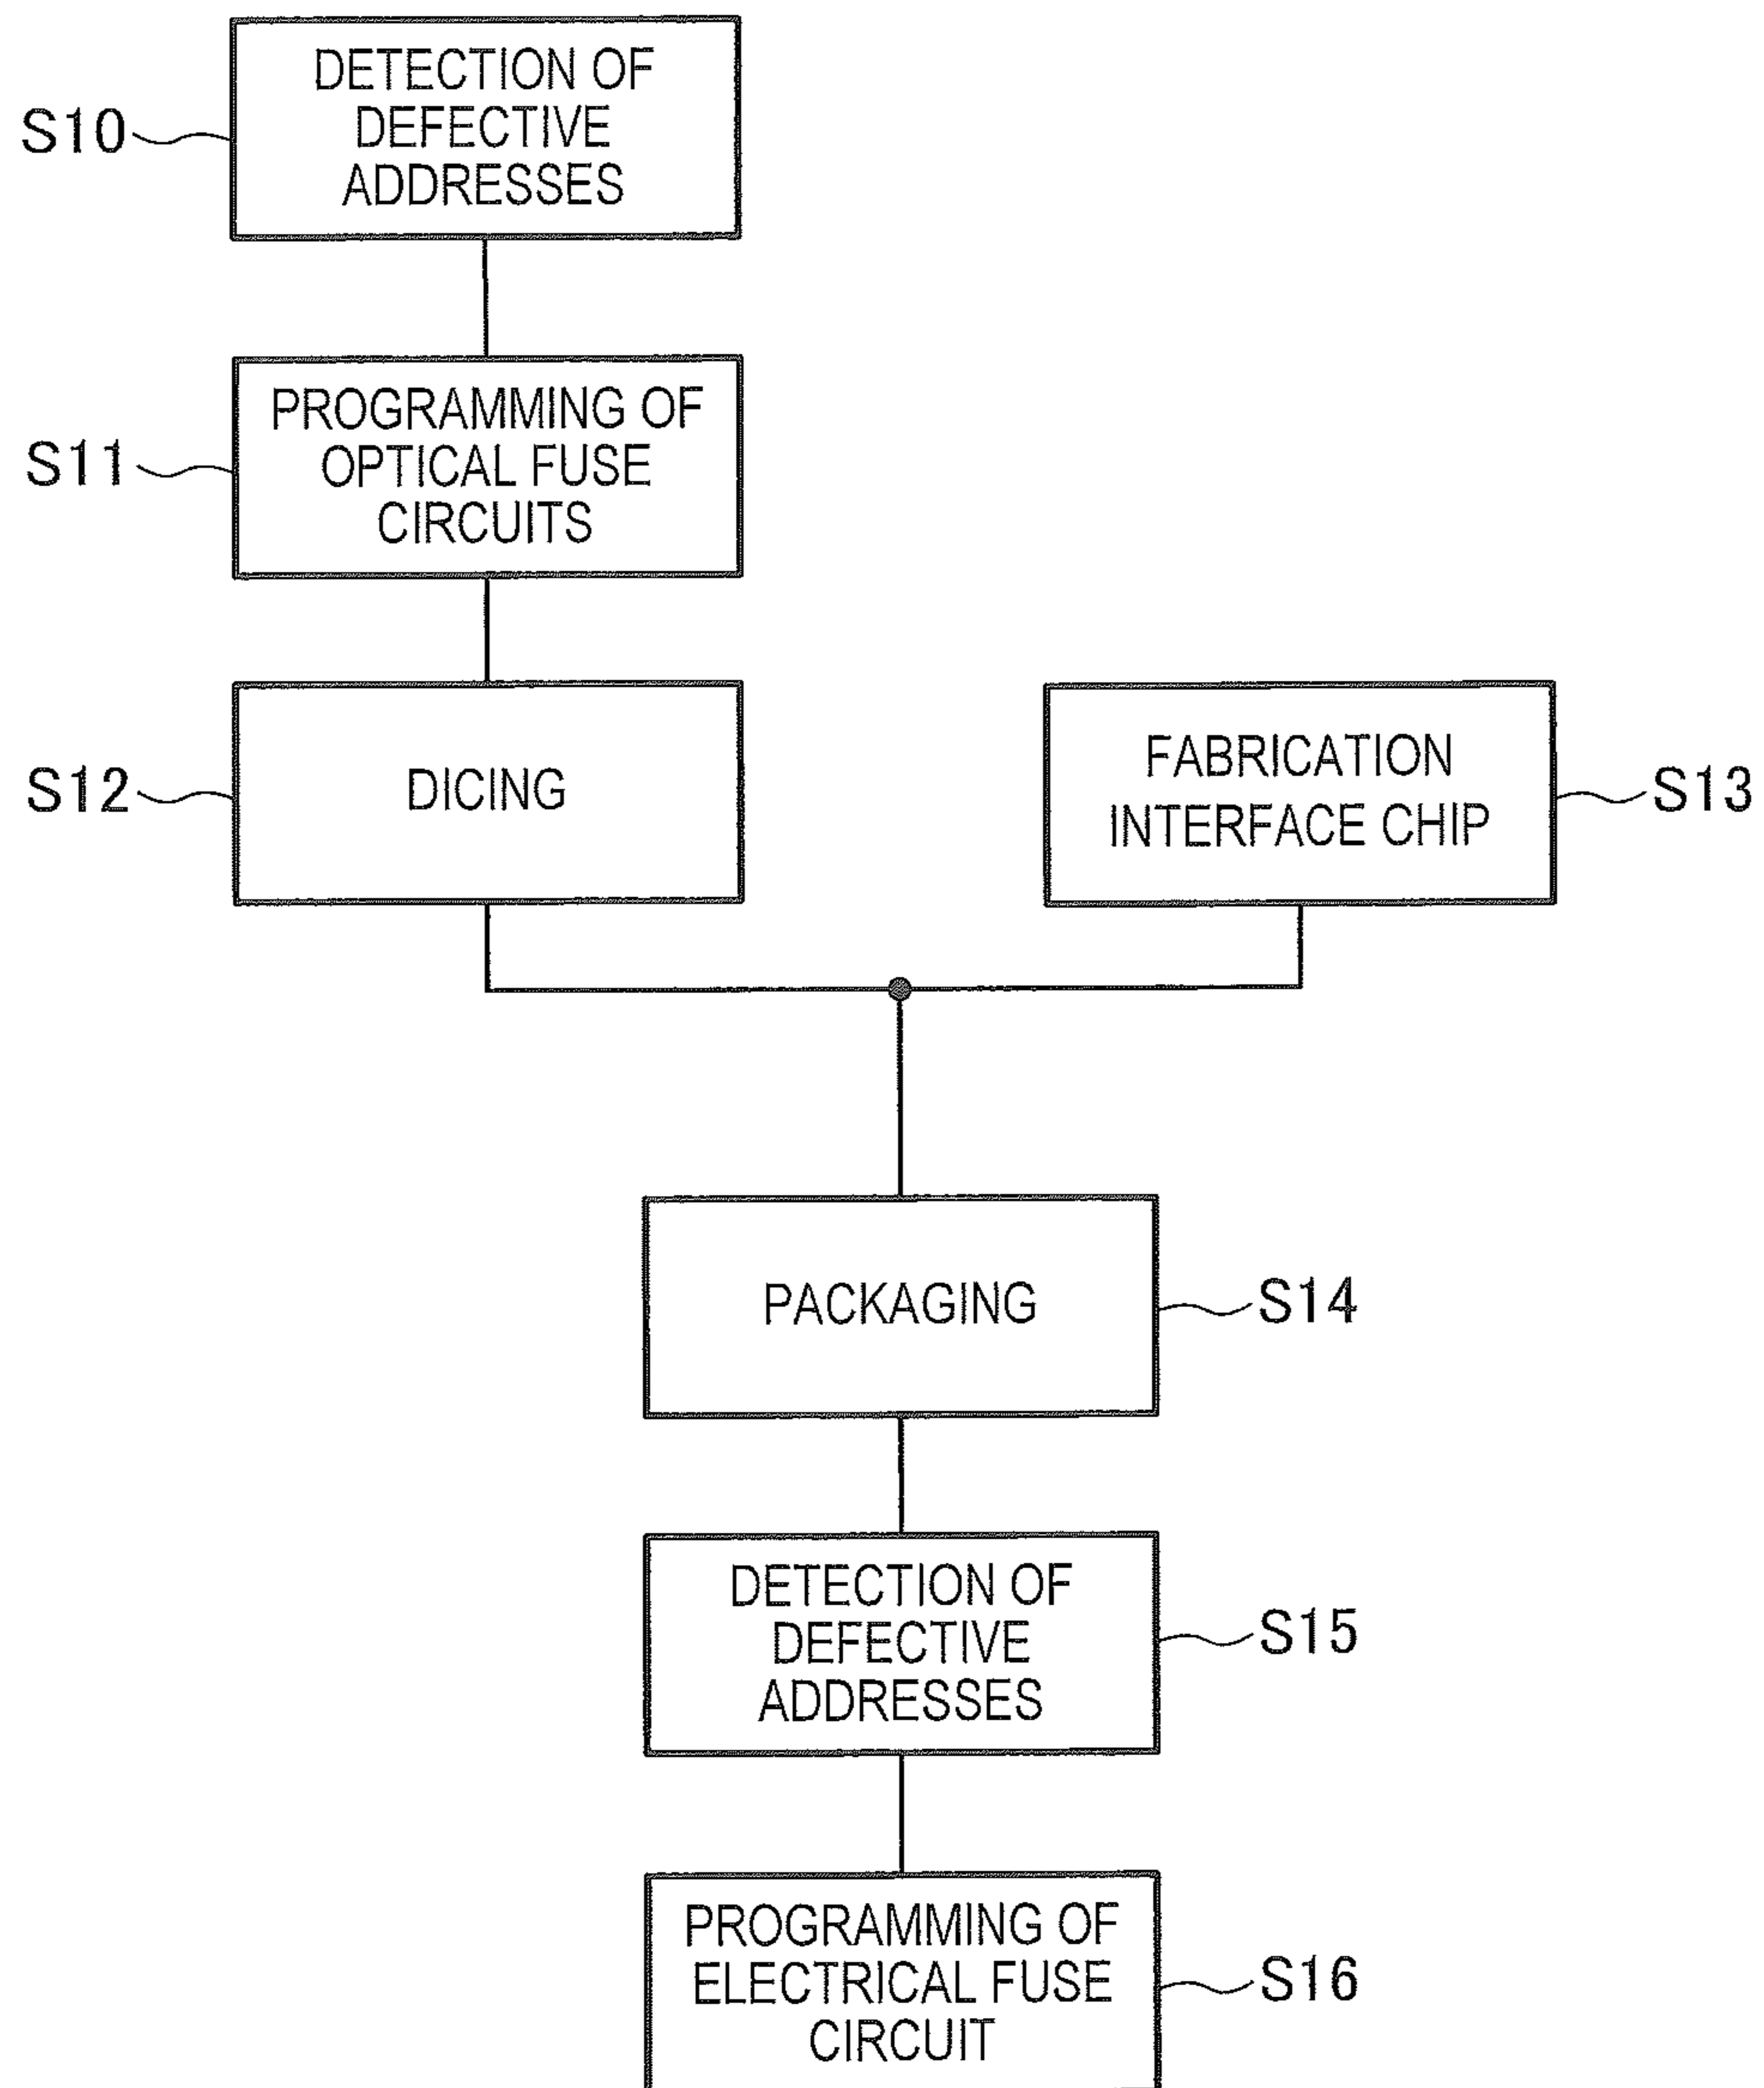 S10
DETECTION OF
DEFECTIVE
ADDRESSES
S11
PROGRAMMING OF
OPTICAL FUSE
CIRCUITS
S12
DICING
FABRICATION
INTERFACE CHIP
S13
PACKAGING
S14
DETECTION OF
DEFECTIVE
ADDRESSES
S15
PROGRAMMING OF
ELECTRICAL FUSE
CIRCUIT
S16